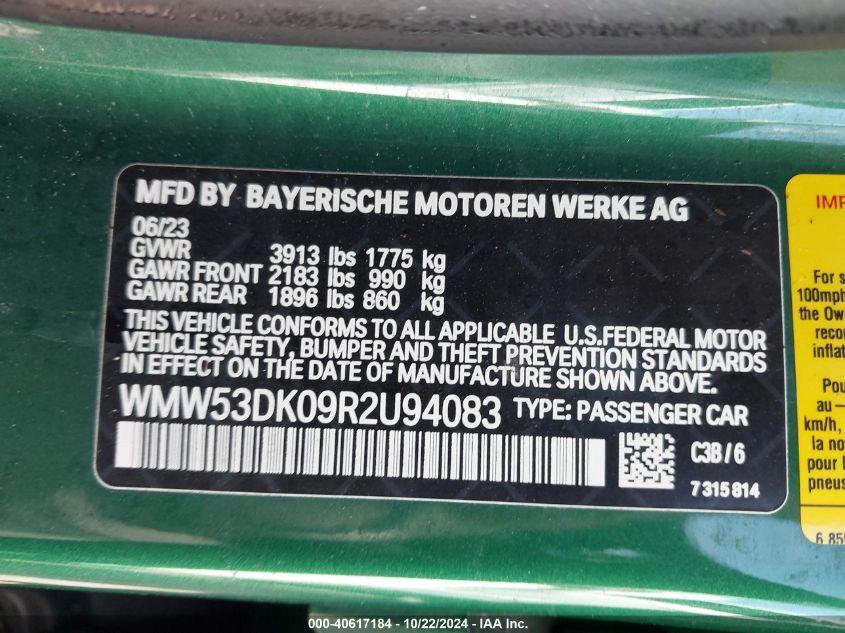 MFD BY BAYERISCHE MOTOREN WERKE AG
06/23
GVWR 3913 lbs 1775 kg
GAWR FRONT 2183 lbs 990 kg
GAWR REAR 1896 lbs 860 kg
THIS VEHICLE CONFORMS TO ALL APPLICABLE U.S.FEDERAL MOTOR
VEHICLE SAFETY, BUMPER AND THEFT PREVENTION STANDARDS
IN EFFECT ON THE DATE OF MANUFACTURE SHOWN ABOVE.
WMW53DK09R2U94083 TYPE: PASSENGER CAR
C3B/6
7315814
For s
100mph
the Ow
reco
inflat
Pou
au –
km/h,
la no
pour l
pneus
6 85
©-40617184 - 10/22/2024 - IAA Inc.